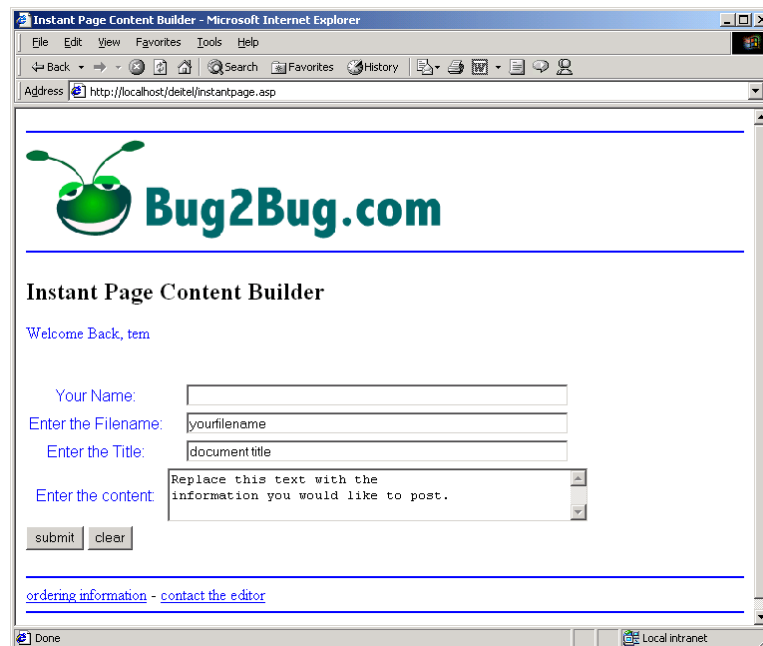 Instant Page Content Builder - Microsoft Internet Explorer
File Edit View Favorites Tools Help
Back Search Favorites History
Address http://localhost/deitel/instantpage.asp
Bug2Bug.com
Instant Page Content Builder
Welcome Back, tem
Your Name:
Enter the Filename: yourfilename
Enter the Title: document title
Replace this text with the
Enter the content: information you would like to post.
submit clear
ordering information - contact the editor
Done Local intranet